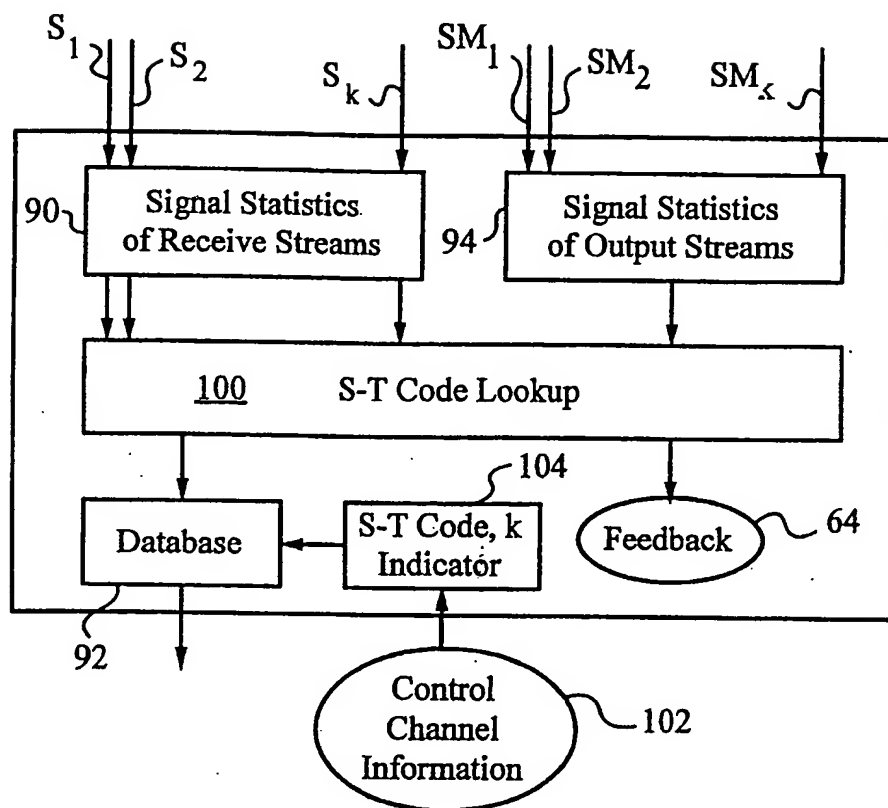 S1 S2 Sk SM1 SM2 SMk
90
Signal Statistics
of Receive Streams
94
Signal Statistics
of Output Streams
100 S-T Code Lookup
104
64
Database
S-T Code, k
Indicator
Feedback
92
Control
Channel
Information
102